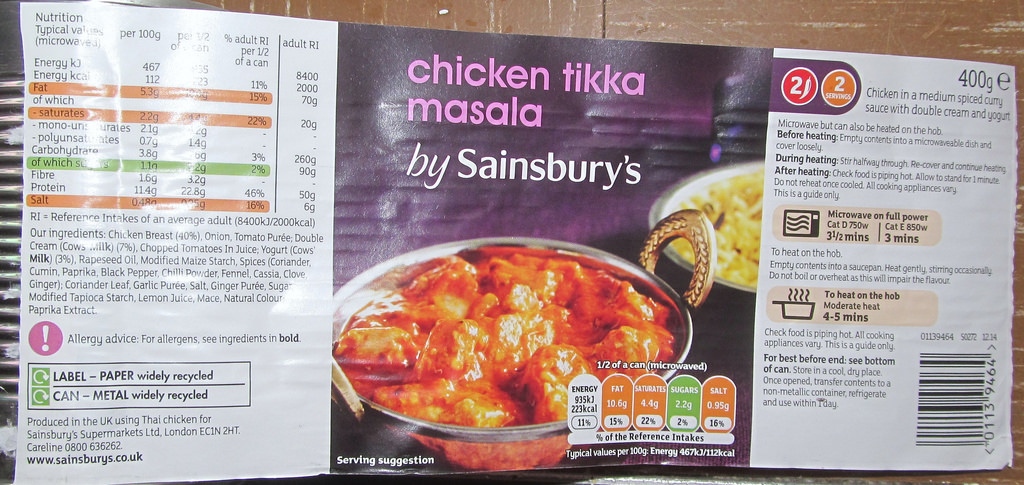 Nutrition
Typical values per 100g per 1/2 of a can % adult RI per 1/2 of a can adult RI
(microwaved)
Energy kJ 467 8400
Energy kcal 112 11% 2000
Fat 5.3g 15% 70g
of which
- saturates 2.2g 22% 20g
- mono-unsaturates 2.1g -
- polyunsaturates 0.7g 1.4g -
Carbohydrate 3.8g 3% 260g
of which sugars 1.1g 2% 90g
Fibre 1.6g 3.2g
Protein 11.4g 22.8g 46% 50g
Salt 0.48g 16% 6g
RI = Reference Intakes of an average adult (8400kJ/2000kcal)
Our ingredients: Chicken Breast (40%), Onion, Tomato Purée; Double
Cream (Cows' Milk) (7%), Chopped Tomatoes In Juice; Yogurt (Cows'
Milk) (3%), Rapeseed Oil, Modified Maize Starch, Spices (Coriander,
Cumin, Paprika, Black Pepper, Chilli Powder, Fennel, Cassia, Clove,
Ginger); Coriander Leaf, Garlic Purée, Salt, Ginger Purée, Sugar,
Modified Tapioca Starch, Lemon Juice, Mace, Natural Colour:
Paprika Extract.
! Allergy advice: For allergens, see ingredients in bold.
LABEL – PAPER widely recycled
CAN – METAL widely recycled
Produced in the UK using Thai chicken for
Sainsbury's Supermarkets Ltd, London EC1N 2HT.
Careline 0800 636262.
www.sainsburys.co.uk
chicken tikka
masala
by Sainsbury's
1/2 of a can (microwaved)
ENERGY 935kJ 223kcal 11%
FAT 10.6g 15%
SATURATES 4.4g 22%
SUGARS 2.2g 2%
SALT 0.95g 16%
% of the Reference Intakes
Typical values per 100g: Energy 467kJ/112kcal
Serving suggestion
2
2 SERVINGS
400g e
Chicken in a medium spiced curry
sauce with double cream and yogurt
Microwave but can also be heated on the hob.
Before heating: Empty contents into a microwaveable dish and
cover loosely.
During heating: Stir halfway through. Re-cover and continue heating.
After heating: Check food is piping hot. Allow to stand for 1 minute.
Do not reheat once cooled. All cooking appliances vary.
This is a guide only.
Microwave on full power
Cat D 750w Cat E 850w
3½ mins 3 mins
To heat on the hob.
Empty contents into a saucepan. Heat gently, stirring occasionally.
Do not boil or overheat as this will impair the flavour.
To heat on the hob
Moderate heat
4-5 mins
Check food is piping hot. All cooking
appliances vary. This is a guide only.
For best before end: see bottom
of can. Store in a cool, dry place.
Once opened, transfer contents to a
non-metallic container, refrigerate
and use within 1 day.
01139464 S0272 12.14
<01139464>